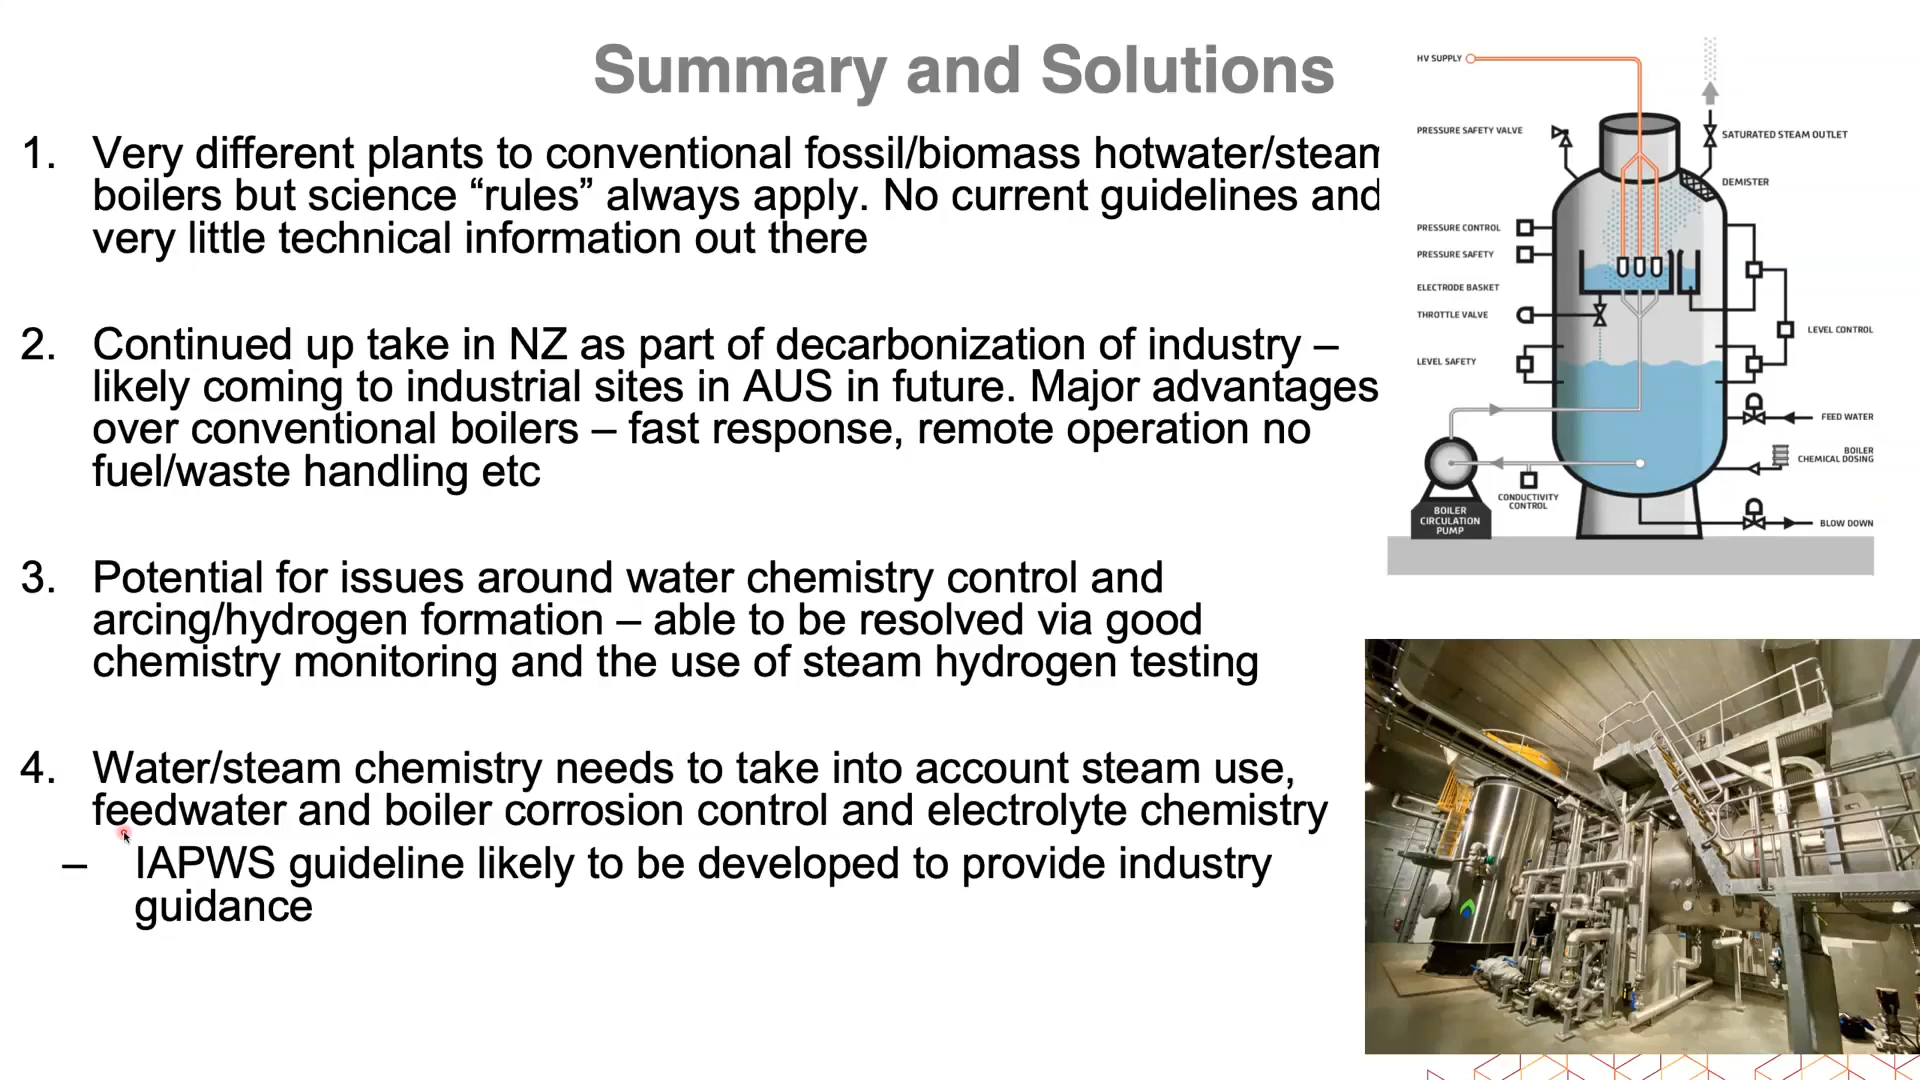 Summary and Solutions
1. Very different plants to conventional fossil/biomass hotwater/steam
boilers but science “rules” always apply. No current guidelines and
very little technical information out there
2. Continued up take in NZ as part of decarbonization of industry –
likely coming to industrial sites in AUS in future. Major advantages
over conventional boilers – fast response, remote operation no
fuel/waste handling etc
3. Potential for issues around water chemistry control and
arcing/hydrogen formation – able to be resolved via good
chemistry monitoring and the use of steam hydrogen testing
4. Water/steam chemistry needs to take into account steam use,
feedwater and boiler corrosion control and electrolyte chemistry
– IAPWS guideline likely to be developed to provide industry
guidance
HV SUPPLY
PRESSURE SAFETY VALVE
SATURATED STEAM OUTLET
DEMISTER
PRESSURE CONTROL
PRESSURE SAFETY
ELECTRODE BASKET
THROTTLE VALVE
LEVEL CONTROL
LEVEL SAFETY
FEED WATER
BOILER
CHEMICAL DOSING
CONDUCTIVITY
CONTROL
BOILER
CIRCULATION
PUMP
BLOW DOWN